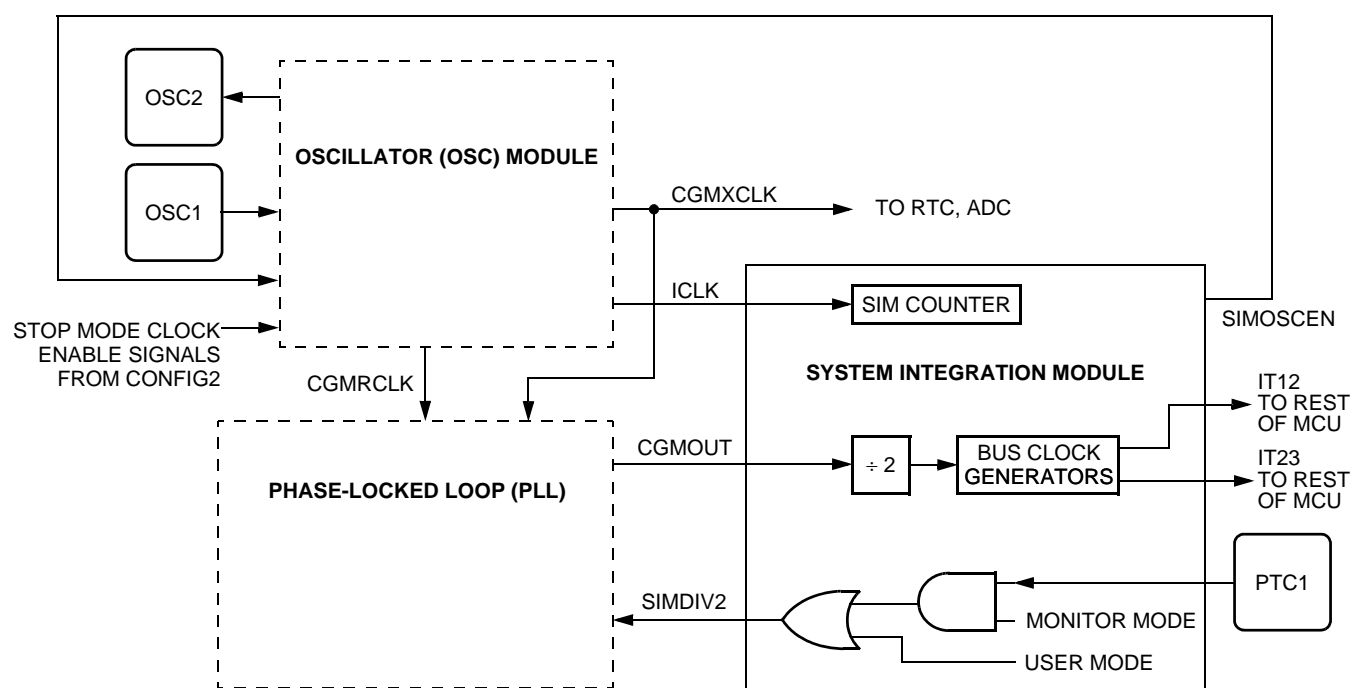 OSC2
OSCILLATOR (OSC) MODULE
OSC1
CGMXCLK
TO RTC, ADC
ICLK
SIM COUNTER
SIMOSCEN
STOP MODE CLOCK
ENABLE SIGNALS
FROM CONFIG2
CGMRCLK
SYSTEM INTEGRATION MODULE
IT12
TO REST
OF MCU
CGMOUT
÷ 2
BUS CLOCK
GENERATORS
IT23
TO REST
OF MCU
PHASE-LOCKED LOOP (PLL)
PTC1
SIMDIV2
MONITOR MODE
USER MODE